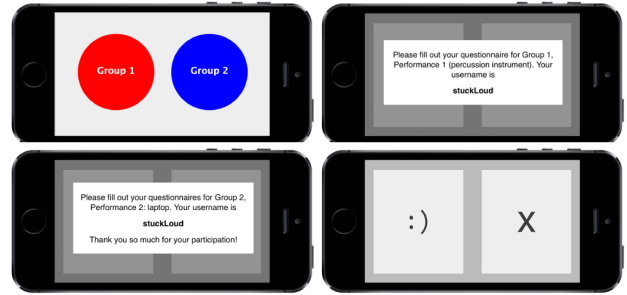 Group 1
Group 2
Please fill out your questionnaire for Group 1,
Performance 1 (percussion instrument). Your
username is
stuckLoud
Please fill out your questionnaires for Group 2,
Performance 2: laptop. Your username is
stuckLoud
Thank you so much for your participation!
:)
X